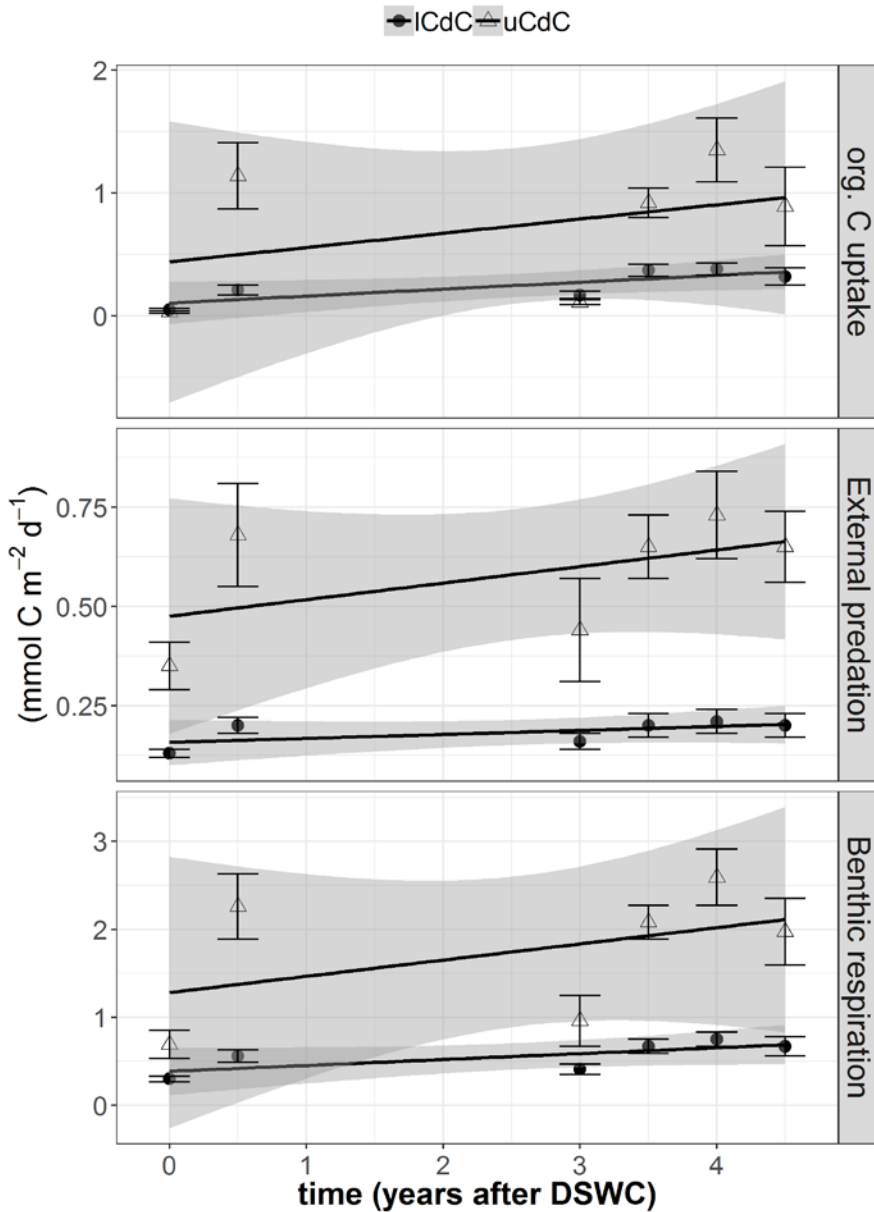 lCdC uCdC
2
1
0
org. C uptake
0.75
0.50
0.25
External predation
3
2
1
0
Benthic respiration
(mmol C m⁻² d⁻¹)
0 1 2 3 4
time (years after DSWC)